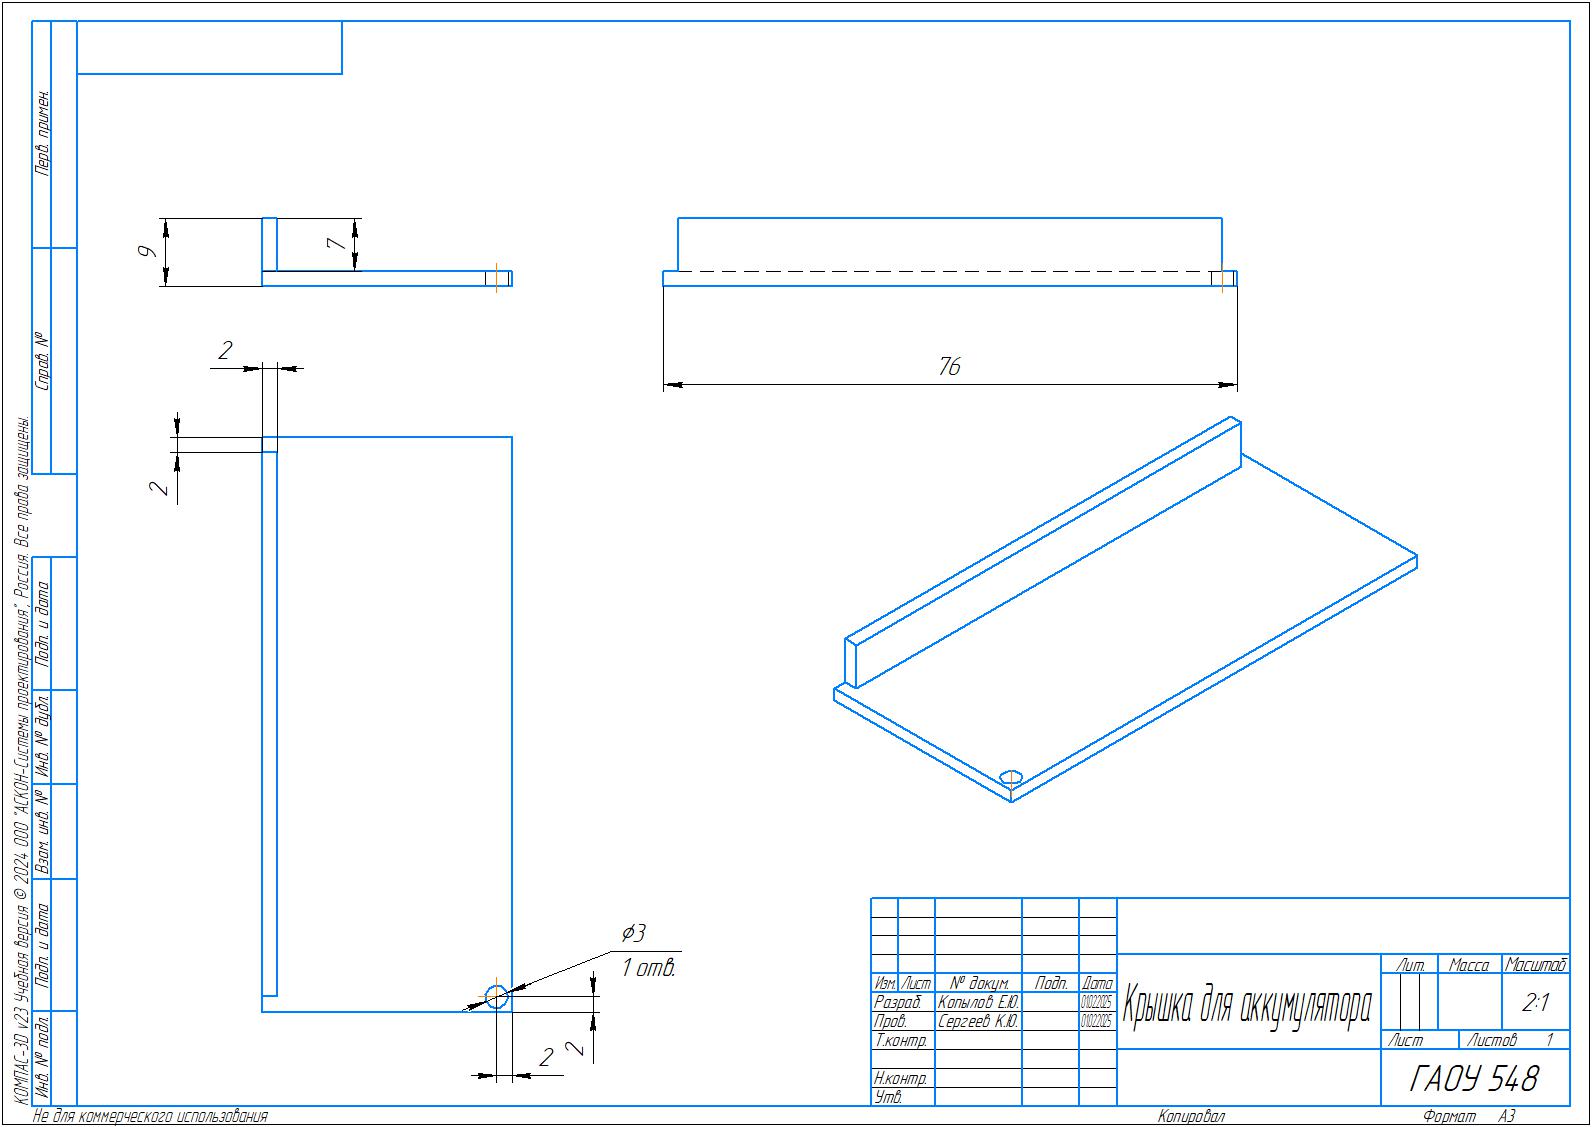 Перв. примен.
Справ. №
КОМПАС-3D v23 Учебная версия © 2024 ООО "АСКОН-Системы проектирования", Россия. Все права защищены.
Подп. и дата
Инв. № дубл.
Взам. инв. №
Подп. и дата
Инв. № подл.
9
7
76
2
2
⌀3
1 отв.
2
2
Изм. Лист № докум. Подп. Дата
Разраб. Копылов Е.Ю. 01.02.2025
Пров. Сергеев К.Ю. 01.02.2025
Т.контр.
Н.контр.
Утв.
Крышка для аккумулятора
Лит. Масса Масштаб
2:1
Лист Листов 1
ГАОУ 548
Не для коммерческого использования
Копировал
Формат А3